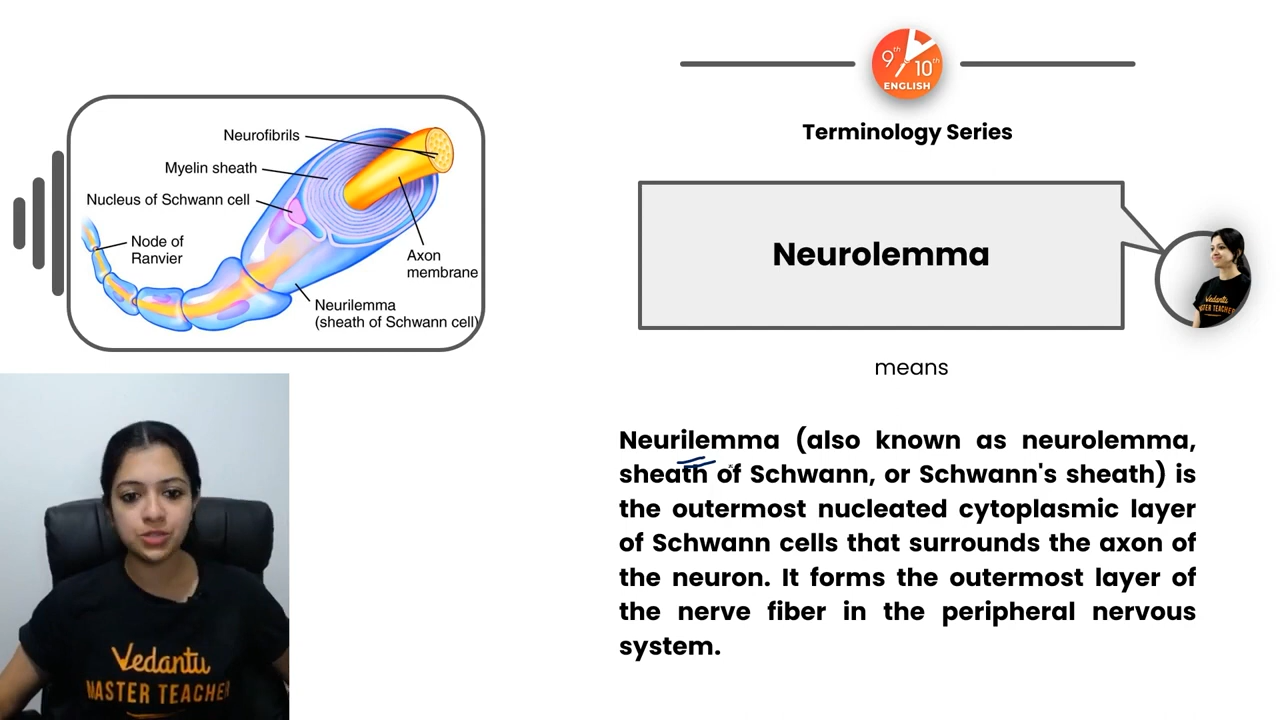 Neurofibrils
Myelin sheath
Nucleus of Schwann cell
Node of
Ranvier
Axon
membrane
Neurilemma
(sheath of Schwann cell)
9th
10th
ENGLISH
Terminology Series
Neurolemma
Vedantu
MASTER TEACHER
means
Neurilemma (also known as neurolemma,
sheath of Schwann, or Schwann's sheath) is
the outermost nucleated cytoplasmic layer
of Schwann cells that surrounds the axon of
the neuron. It forms the outermost layer of
the nerve fiber in the peripheral nervous
system.
Vedantu
MASTER TEACHER